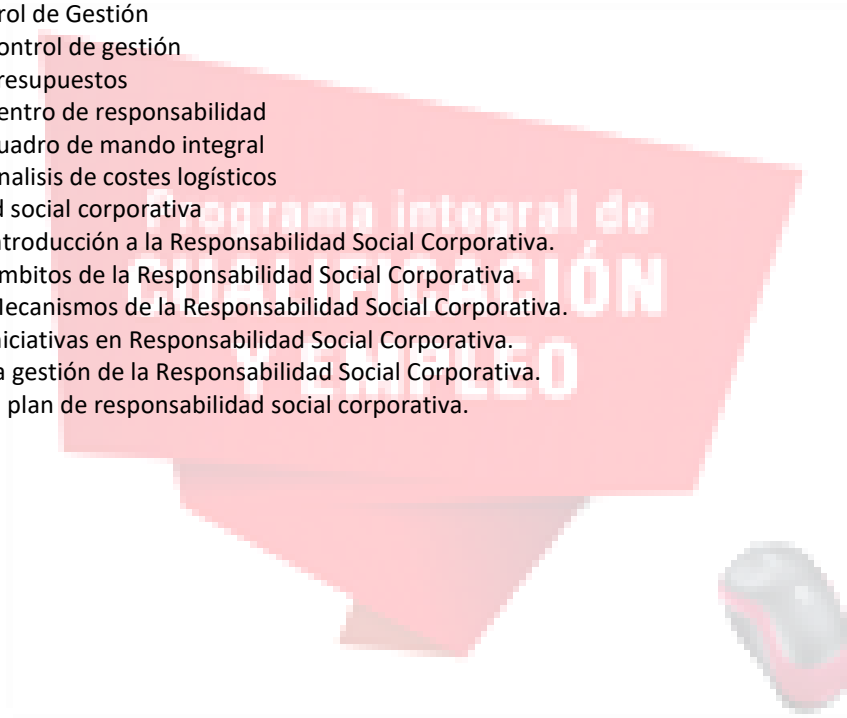 rol de Gestión
ontrol de gestión
resupuestos
entro de responsabilidad
uadro de mando integral
nalisis de costes logísticos
d social corporativa
ntroducción a la Responsabilidad Social Corporativa.
mbitos de la Responsabilidad Social Corporativa.
Mecanismos de la Responsabilidad Social Corporativa.
niciativas en Responsabilidad Social Corporativa.
a gestión de la Responsabilidad Social Corporativa.
plan de responsabilidad social corporativa.
Programa integral de
CUALIFICACIÓN
Y EMPLEO